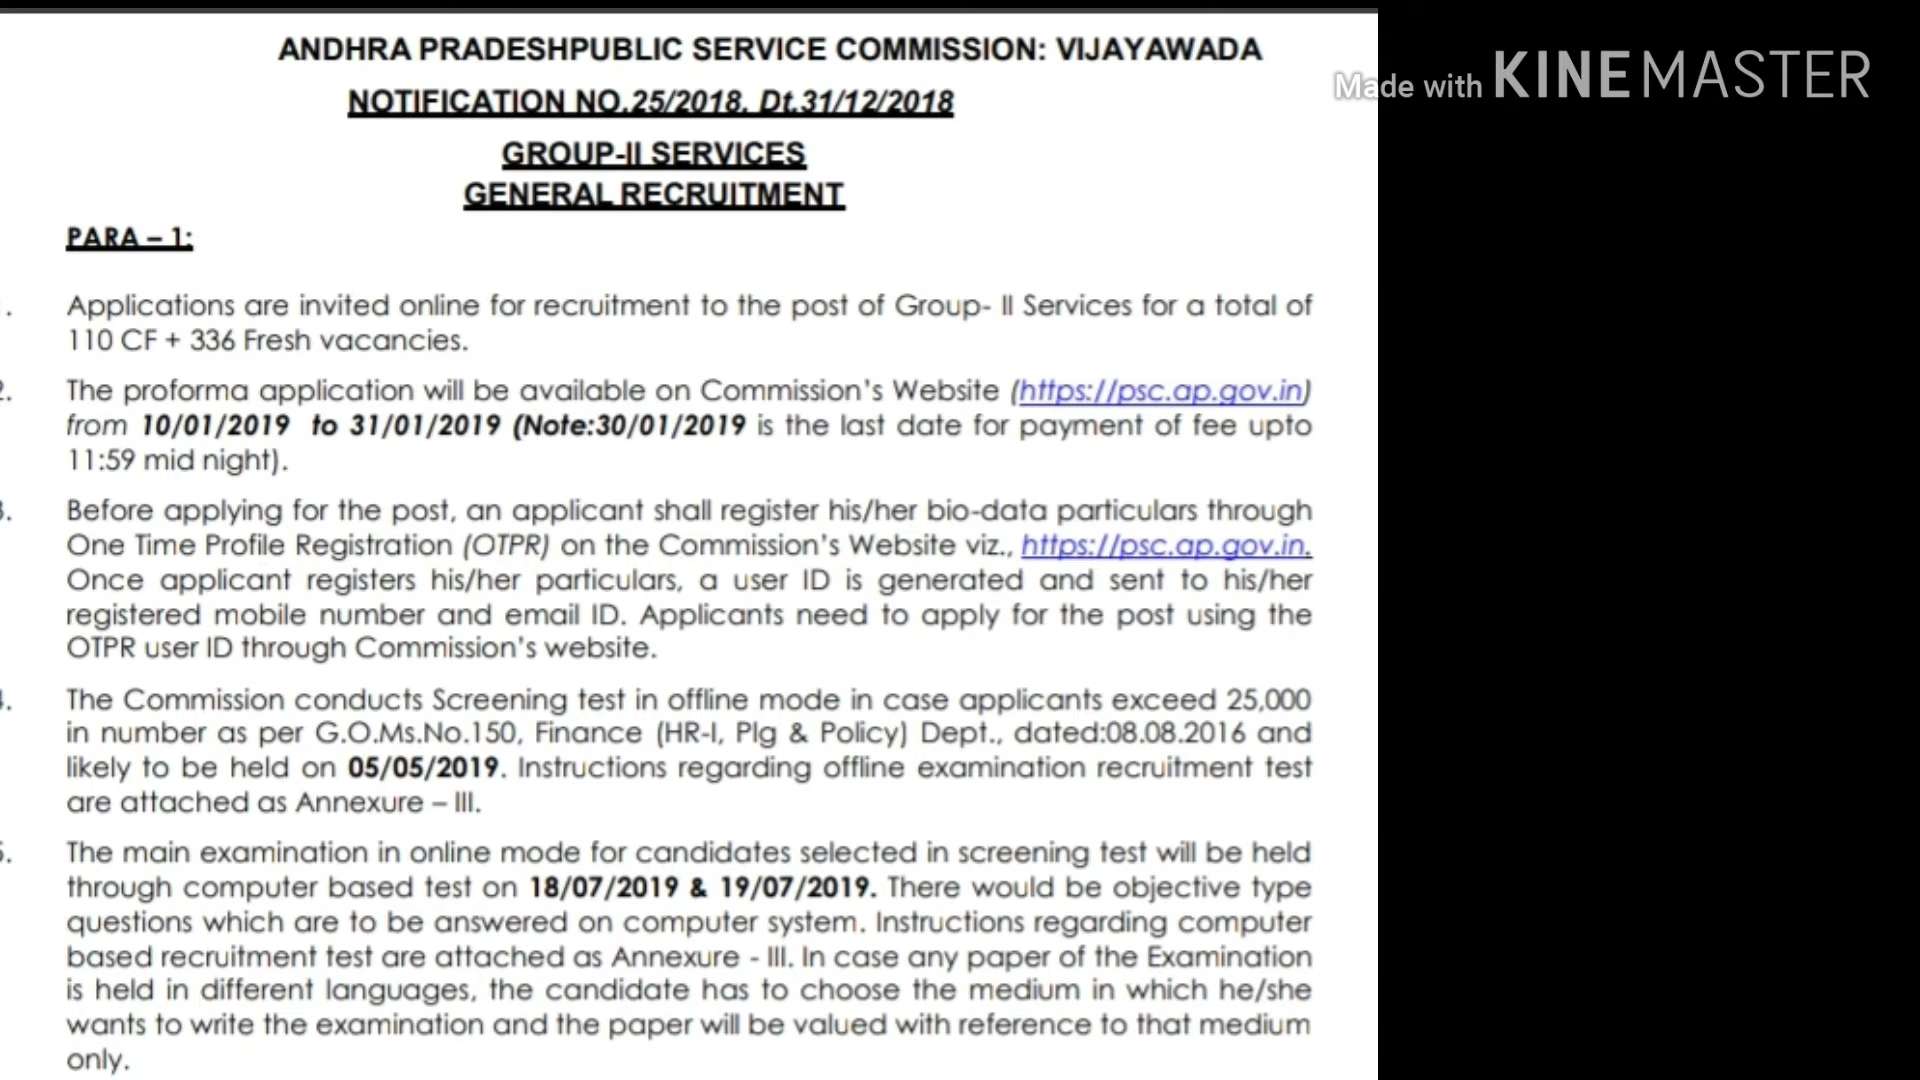 ANDHRA PRADESHPUBLIC SERVICE COMMISSION: VIJAYAWADA
Made with KINEMASTER
NOTIFICATION NO.25/2018, Dt.31/12/2018
GROUP-II SERVICES
GENERAL RECRUITMENT
PARA – 1:
. Applications are invited online for recruitment to the post of Group- II Services for a total of
110 CF + 336 Fresh vacancies.
2. The proforma application will be available on Commission's Website (https://psc.ap.gov.in)
from 10/01/2019 to 31/01/2019 (Note:30/01/2019 is the last date for payment of fee upto
11:59 mid night).
3. Before applying for the post, an applicant shall register his/her bio-data particulars through
One Time Profile Registration (OTPR) on the Commission's Website viz., https://psc.ap.gov.in.
Once applicant registers his/her particulars, a user ID is generated and sent to his/her
registered mobile number and email ID. Applicants need to apply for the post using the
OTPR user ID through Commission's website.
4. The Commission conducts Screening test in offline mode in case applicants exceed 25,000
in number as per G.O.Ms.No.150, Finance (HR-I, Plg & Policy) Dept., dated:08.08.2016 and
likely to be held on 05/05/2019. Instructions regarding offline examination recruitment test
are attached as Annexure – III.
5. The main examination in online mode for candidates selected in screening test will be held
through computer based test on 18/07/2019 & 19/07/2019. There would be objective type
questions which are to be answered on computer system. Instructions regarding computer
based recruitment test are attached as Annexure - III. In case any paper of the Examination
is held in different languages, the candidate has to choose the medium in which he/she
wants to write the examination and the paper will be valued with reference to that medium
only.